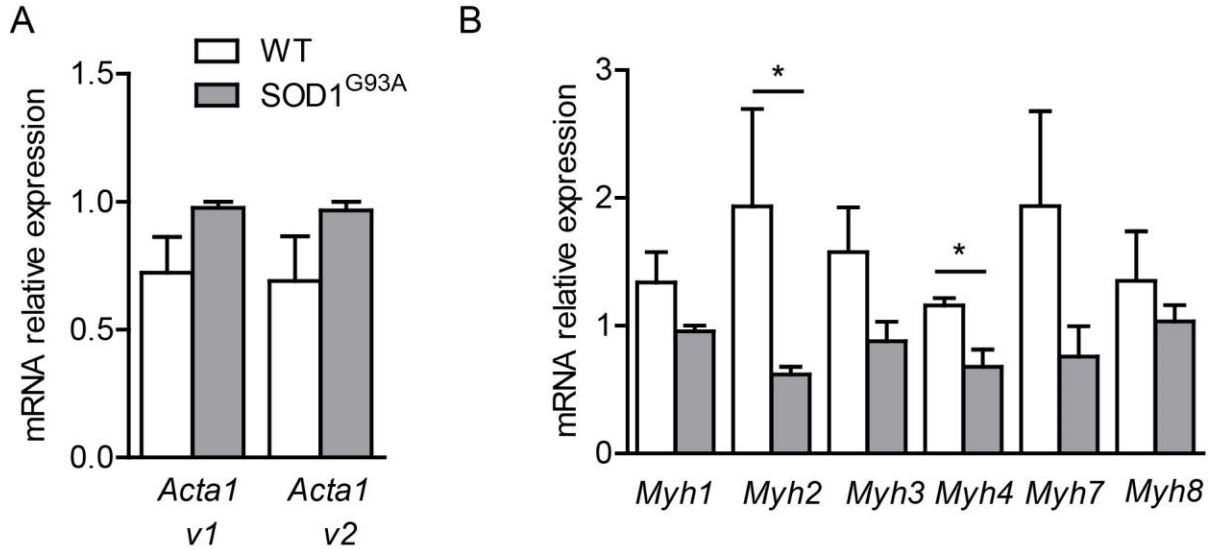 A
WT
SOD1G93A
mRNA relative expression
1.5
1.0
0.5
0.0
Acta1 Acta1
v1 v2
B
mRNA relative expression
3
2
1
0
*
*
Myh1 Myh2 Myh3 Myh4 Myh7 Myh8